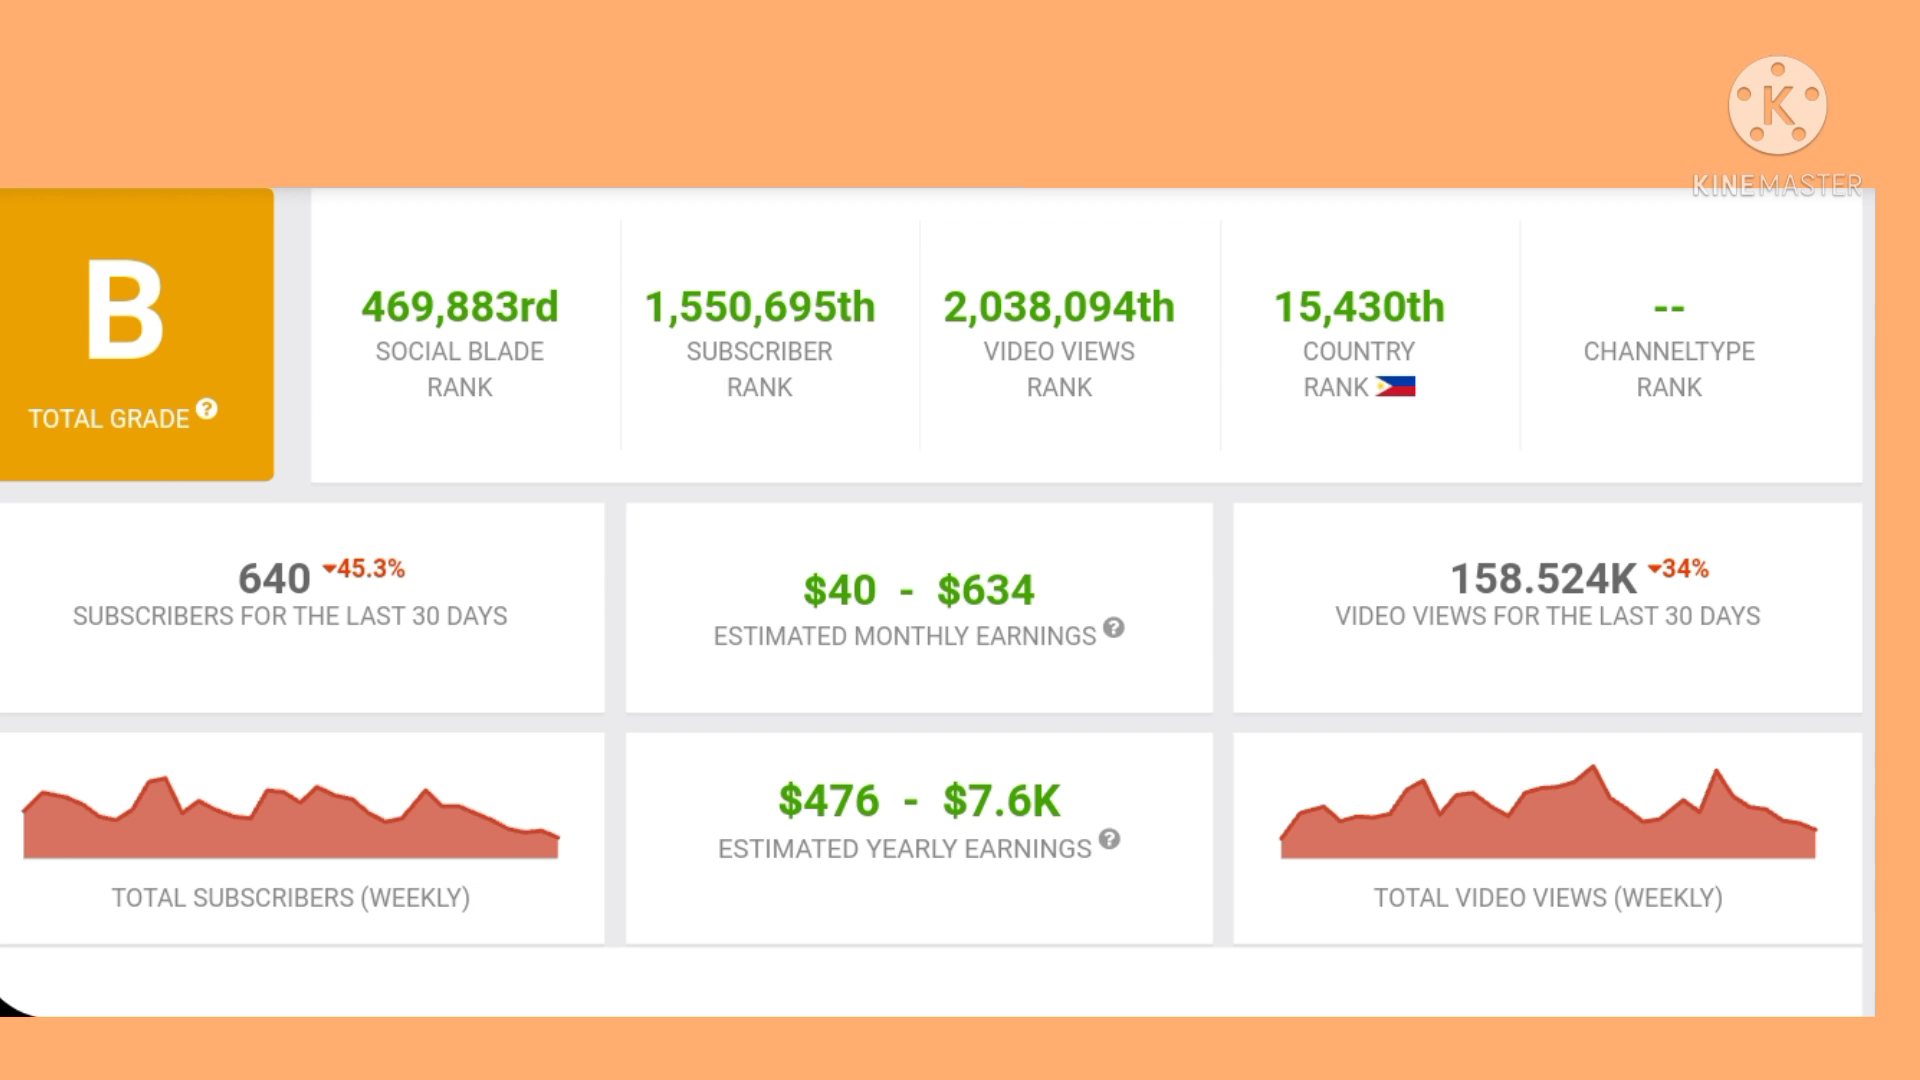 K
KINEMASTER
B
TOTAL GRADE ?
469,883rd
SOCIAL BLADE
RANK
1,550,695th
SUBSCRIBER
RANK
2,038,094th
VIDEO VIEWS
RANK
15,430th
COUNTRY
RANK
--
CHANNELTYPE
RANK
640 45.3%
SUBSCRIBERS FOR THE LAST 30 DAYS
$40 - $634
ESTIMATED MONTHLY EARNINGS ?
158.524K 34%
VIDEO VIEWS FOR THE LAST 30 DAYS
TOTAL SUBSCRIBERS (WEEKLY)
$476 - $7.6K
ESTIMATED YEARLY EARNINGS ?
TOTAL VIDEO VIEWS (WEEKLY)